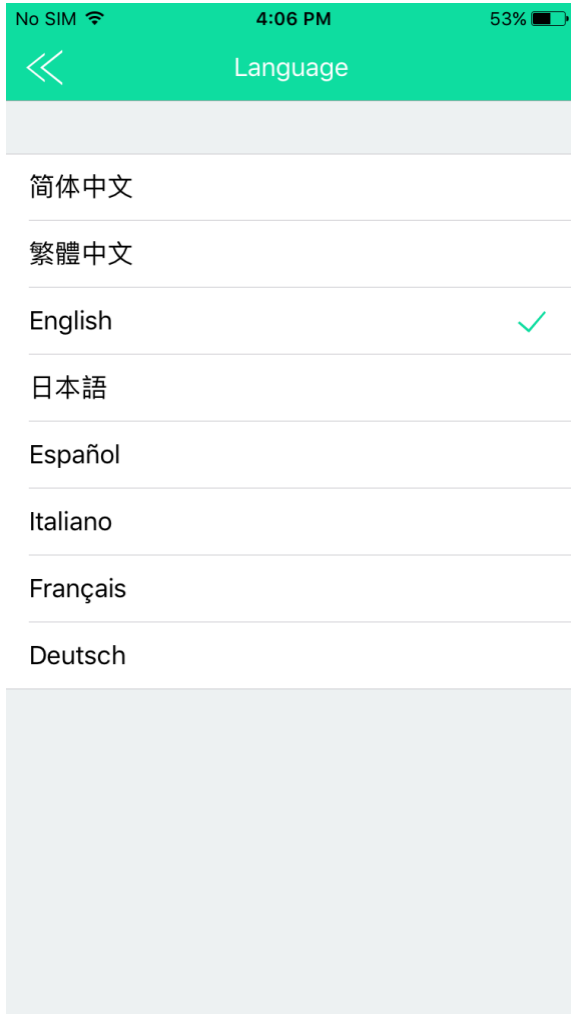 No SIM 4:06 PM 53%
Language
简体中文
繁體中文
English
日本語
Español
Italiano
Français
Deutsch